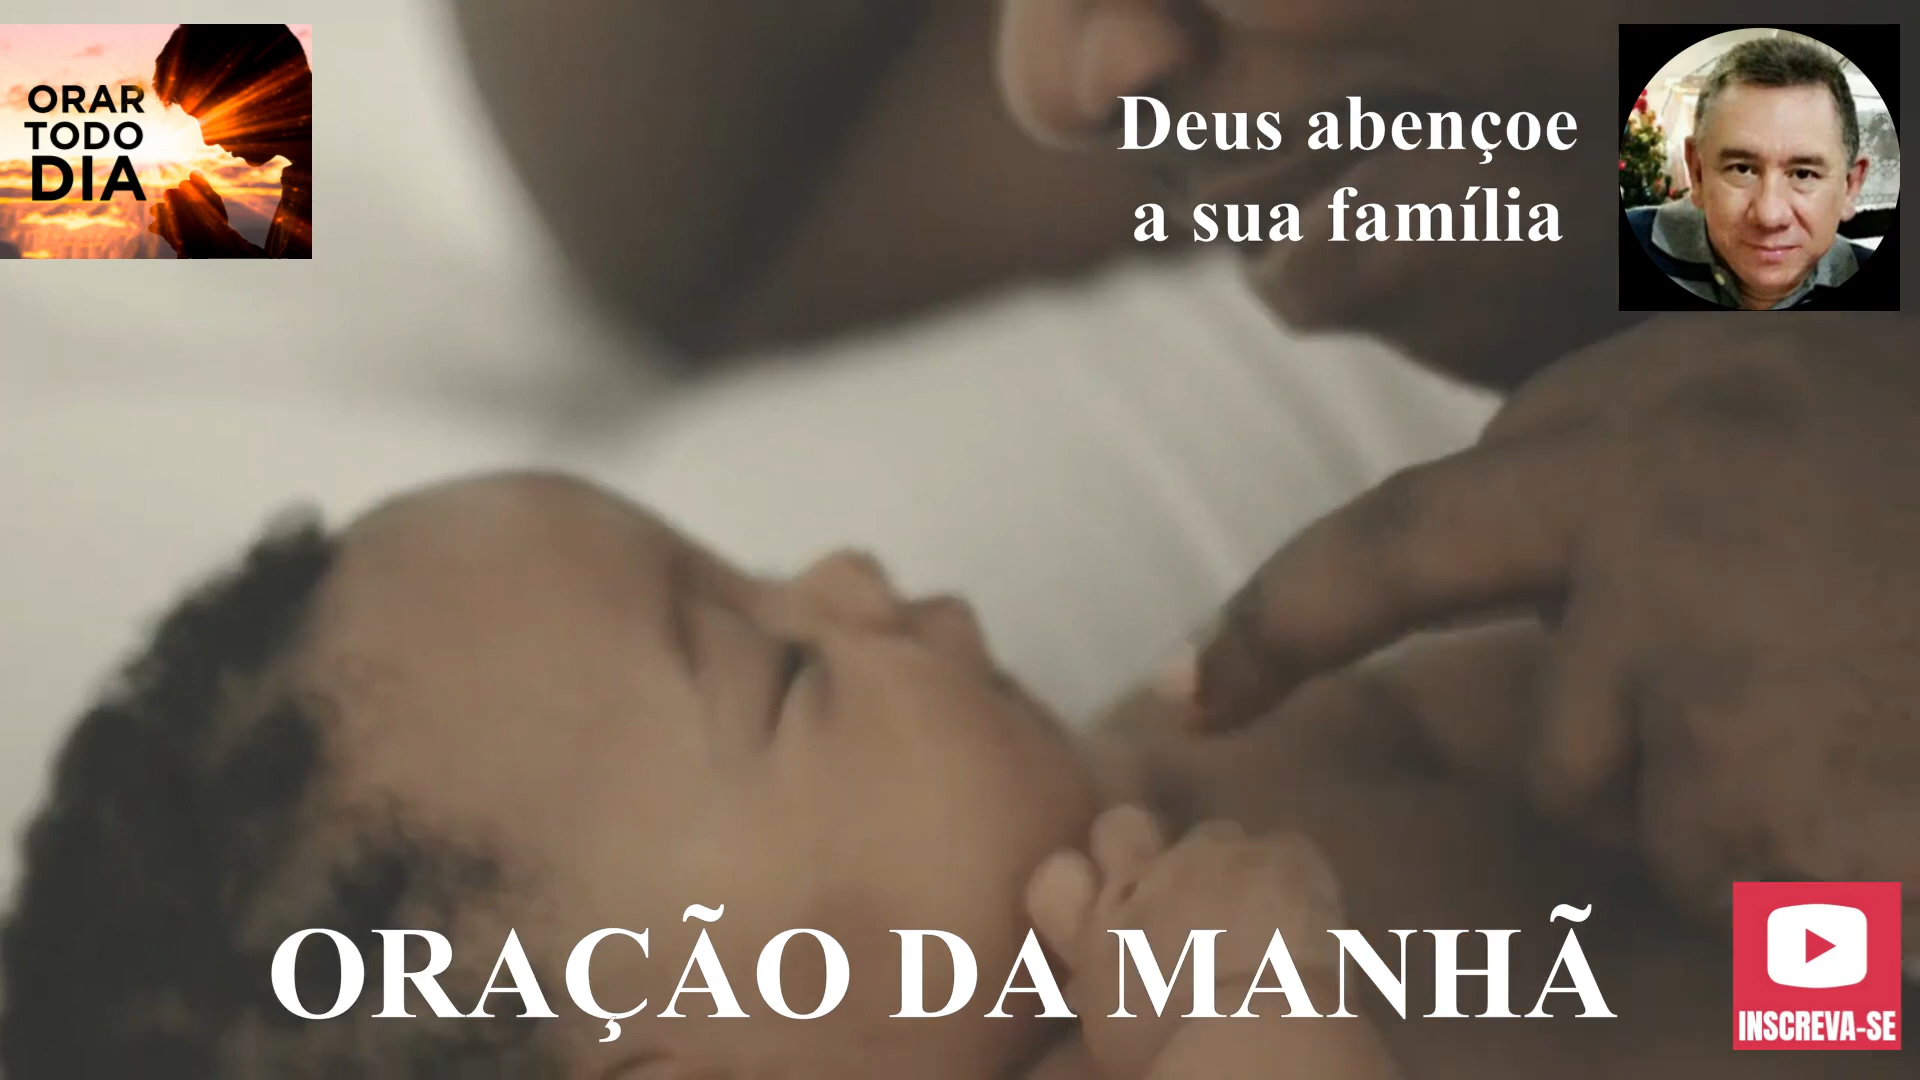 ORAR
TODO
DIA
Deus abençoe
a sua família
ORAÇÃO DA MANHÃ
INSCREVA-SE